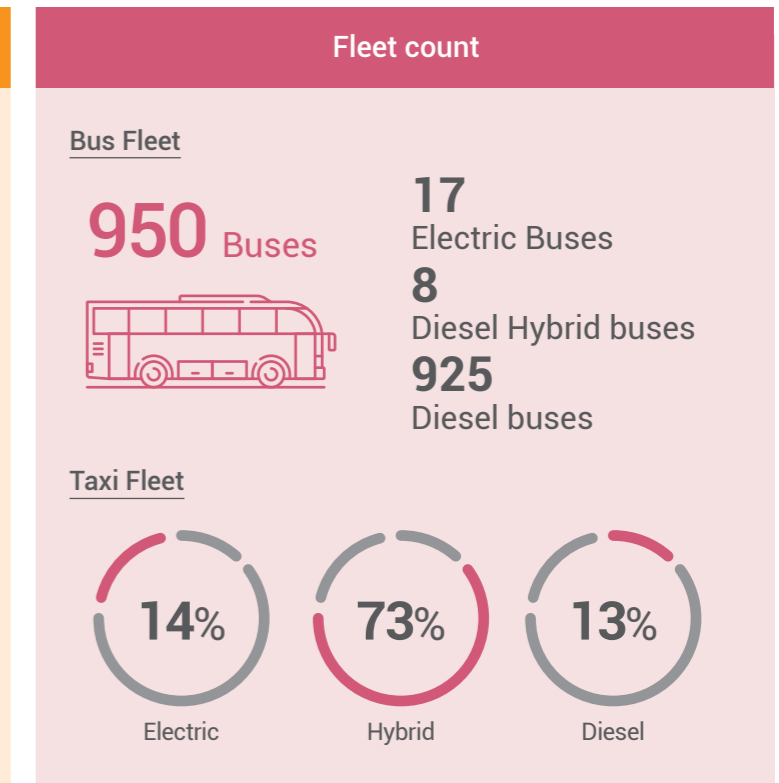 Fleet count
Bus Fleet
950 Buses
17
Electric Buses
8
Diesel Hybrid buses
925
Diesel buses
Taxi Fleet
14%
73%
13%
Electric
Hybrid
Diesel